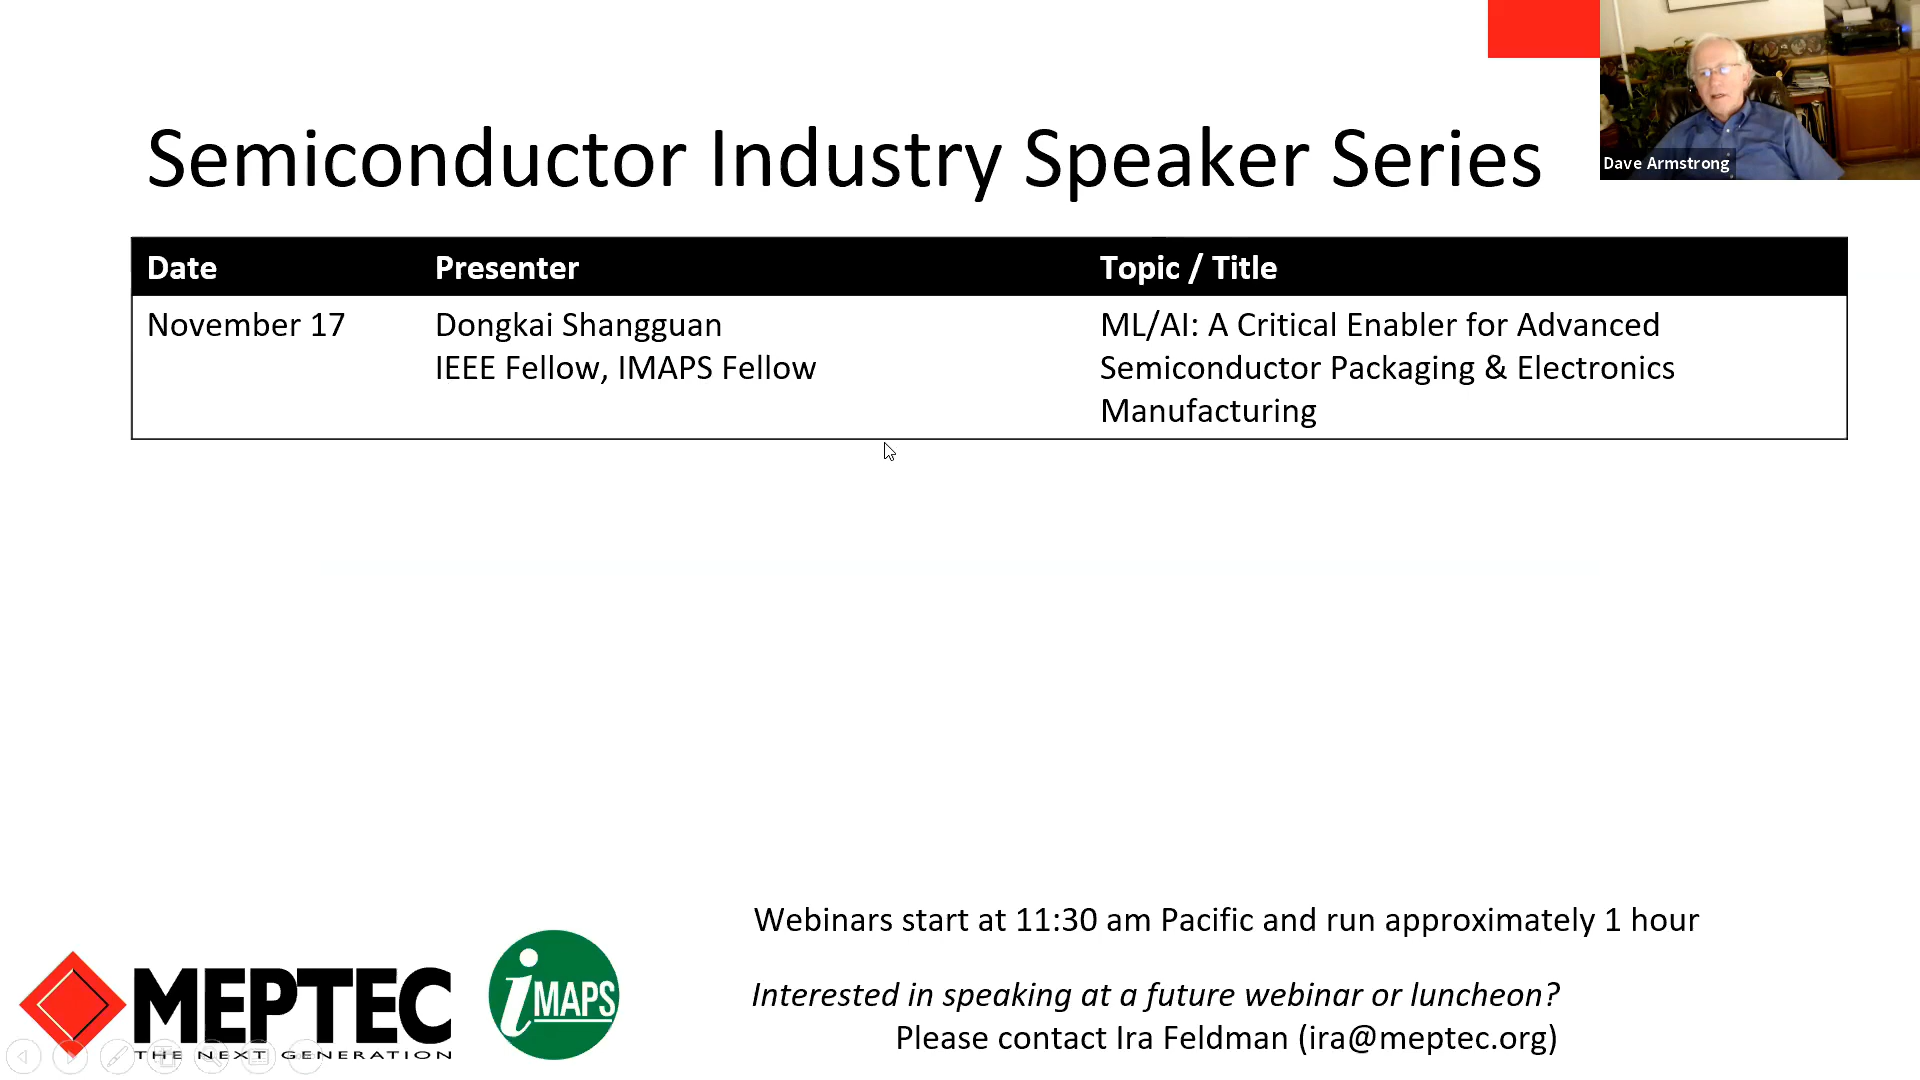 Semiconductor Industry Speaker Series
Dave Armstrong
Date Presenter Topic / Title
November 17 Dongkai Shangguan ML/AI: A Critical Enabler for Advanced
IEEE Fellow, IMAPS Fellow Semiconductor Packaging & Electronics
Manufacturing
Webinars start at 11:30 am Pacific and run approximately 1 hour
Interested in speaking at a future webinar or luncheon?
Please contact Ira Feldman (ira@meptec.org)
MEPTEC
THE NEXT GENERATION
iMAPS